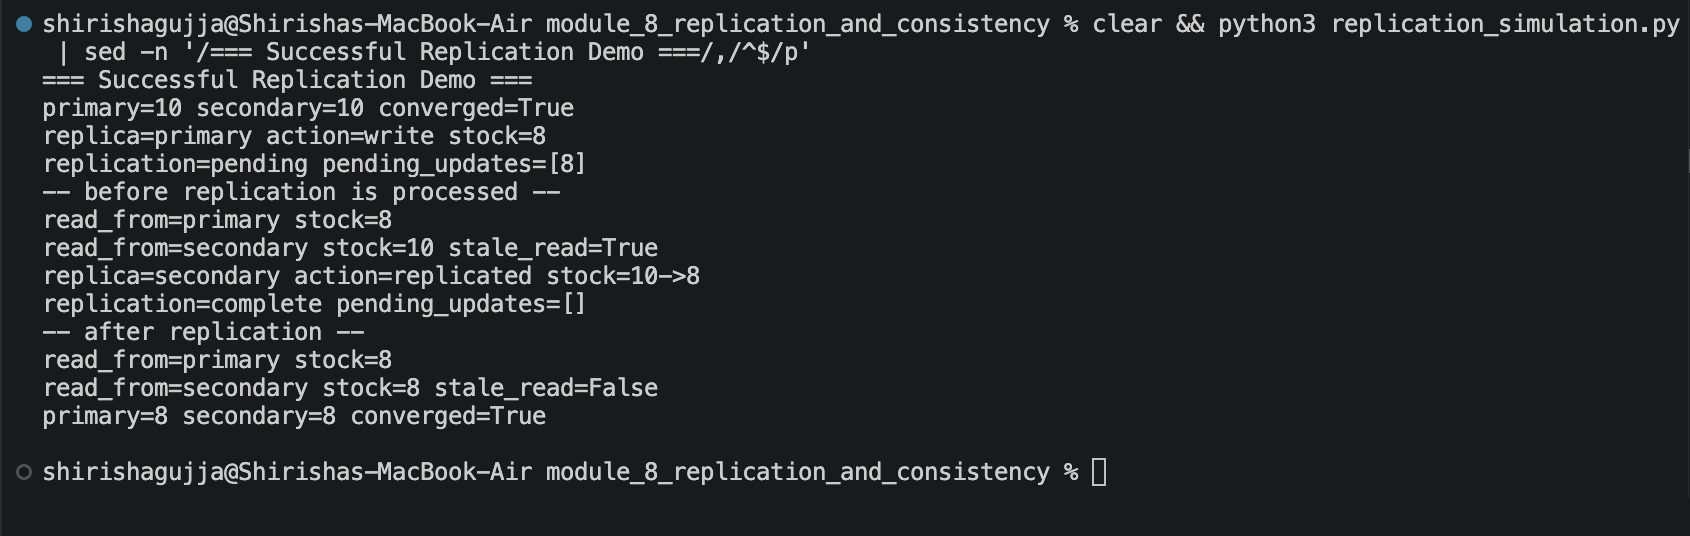 shirishagujja@Shirishas-MacBook-Air module_8_replication_and_consistency % clear && python3 replication_simulation.py
| sed -n '/=== Successful Replication Demo ===/,/^$/p'
=== Successful Replication Demo ===
primary=10 secondary=10 converged=True
replica=primary action=write stock=8
replication=pending pending_updates=[8]
-- before replication is processed --
read_from=primary stock=8
read_from=secondary stock=10 stale_read=True
replica=secondary action=replicated stock=10->8
replication=complete pending_updates=[]
-- after replication --
read_from=primary stock=8
read_from=secondary stock=8 stale_read=False
primary=8 secondary=8 converged=True
shirishagujja@Shirishas-MacBook-Air module_8_replication_and_consistency %